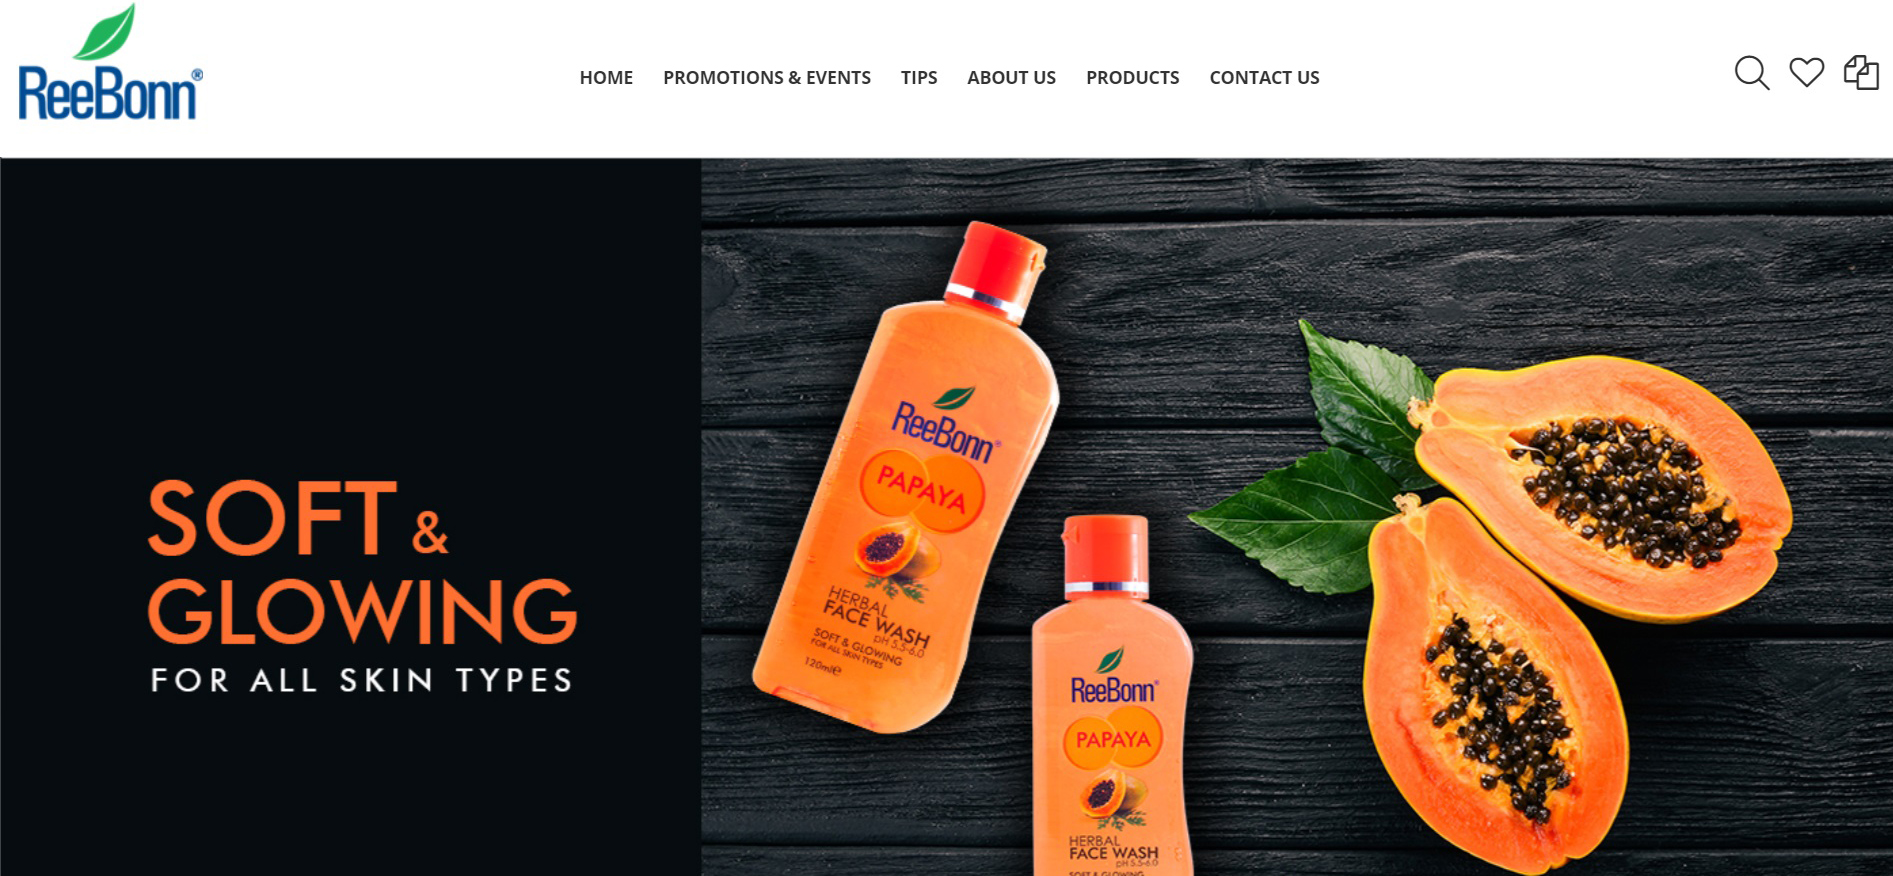 ReeBonn®
HOME PROMOTIONS & EVENTS TIPS ABOUT US PRODUCTS CONTACT US
SOFT &
GLOWING
FOR ALL SKIN TYPES
ReeBonn®
PAPAYA
HERBAL
FACE WASH
pH 5.5-6.0
SOFT & GLOWING
FOR ALL SKIN TYPES
120ml℮
ReeBonn®
PAPAYA
HERBAL
FACE WASH
pH 5.5-6.0
SOFT & GLOWING